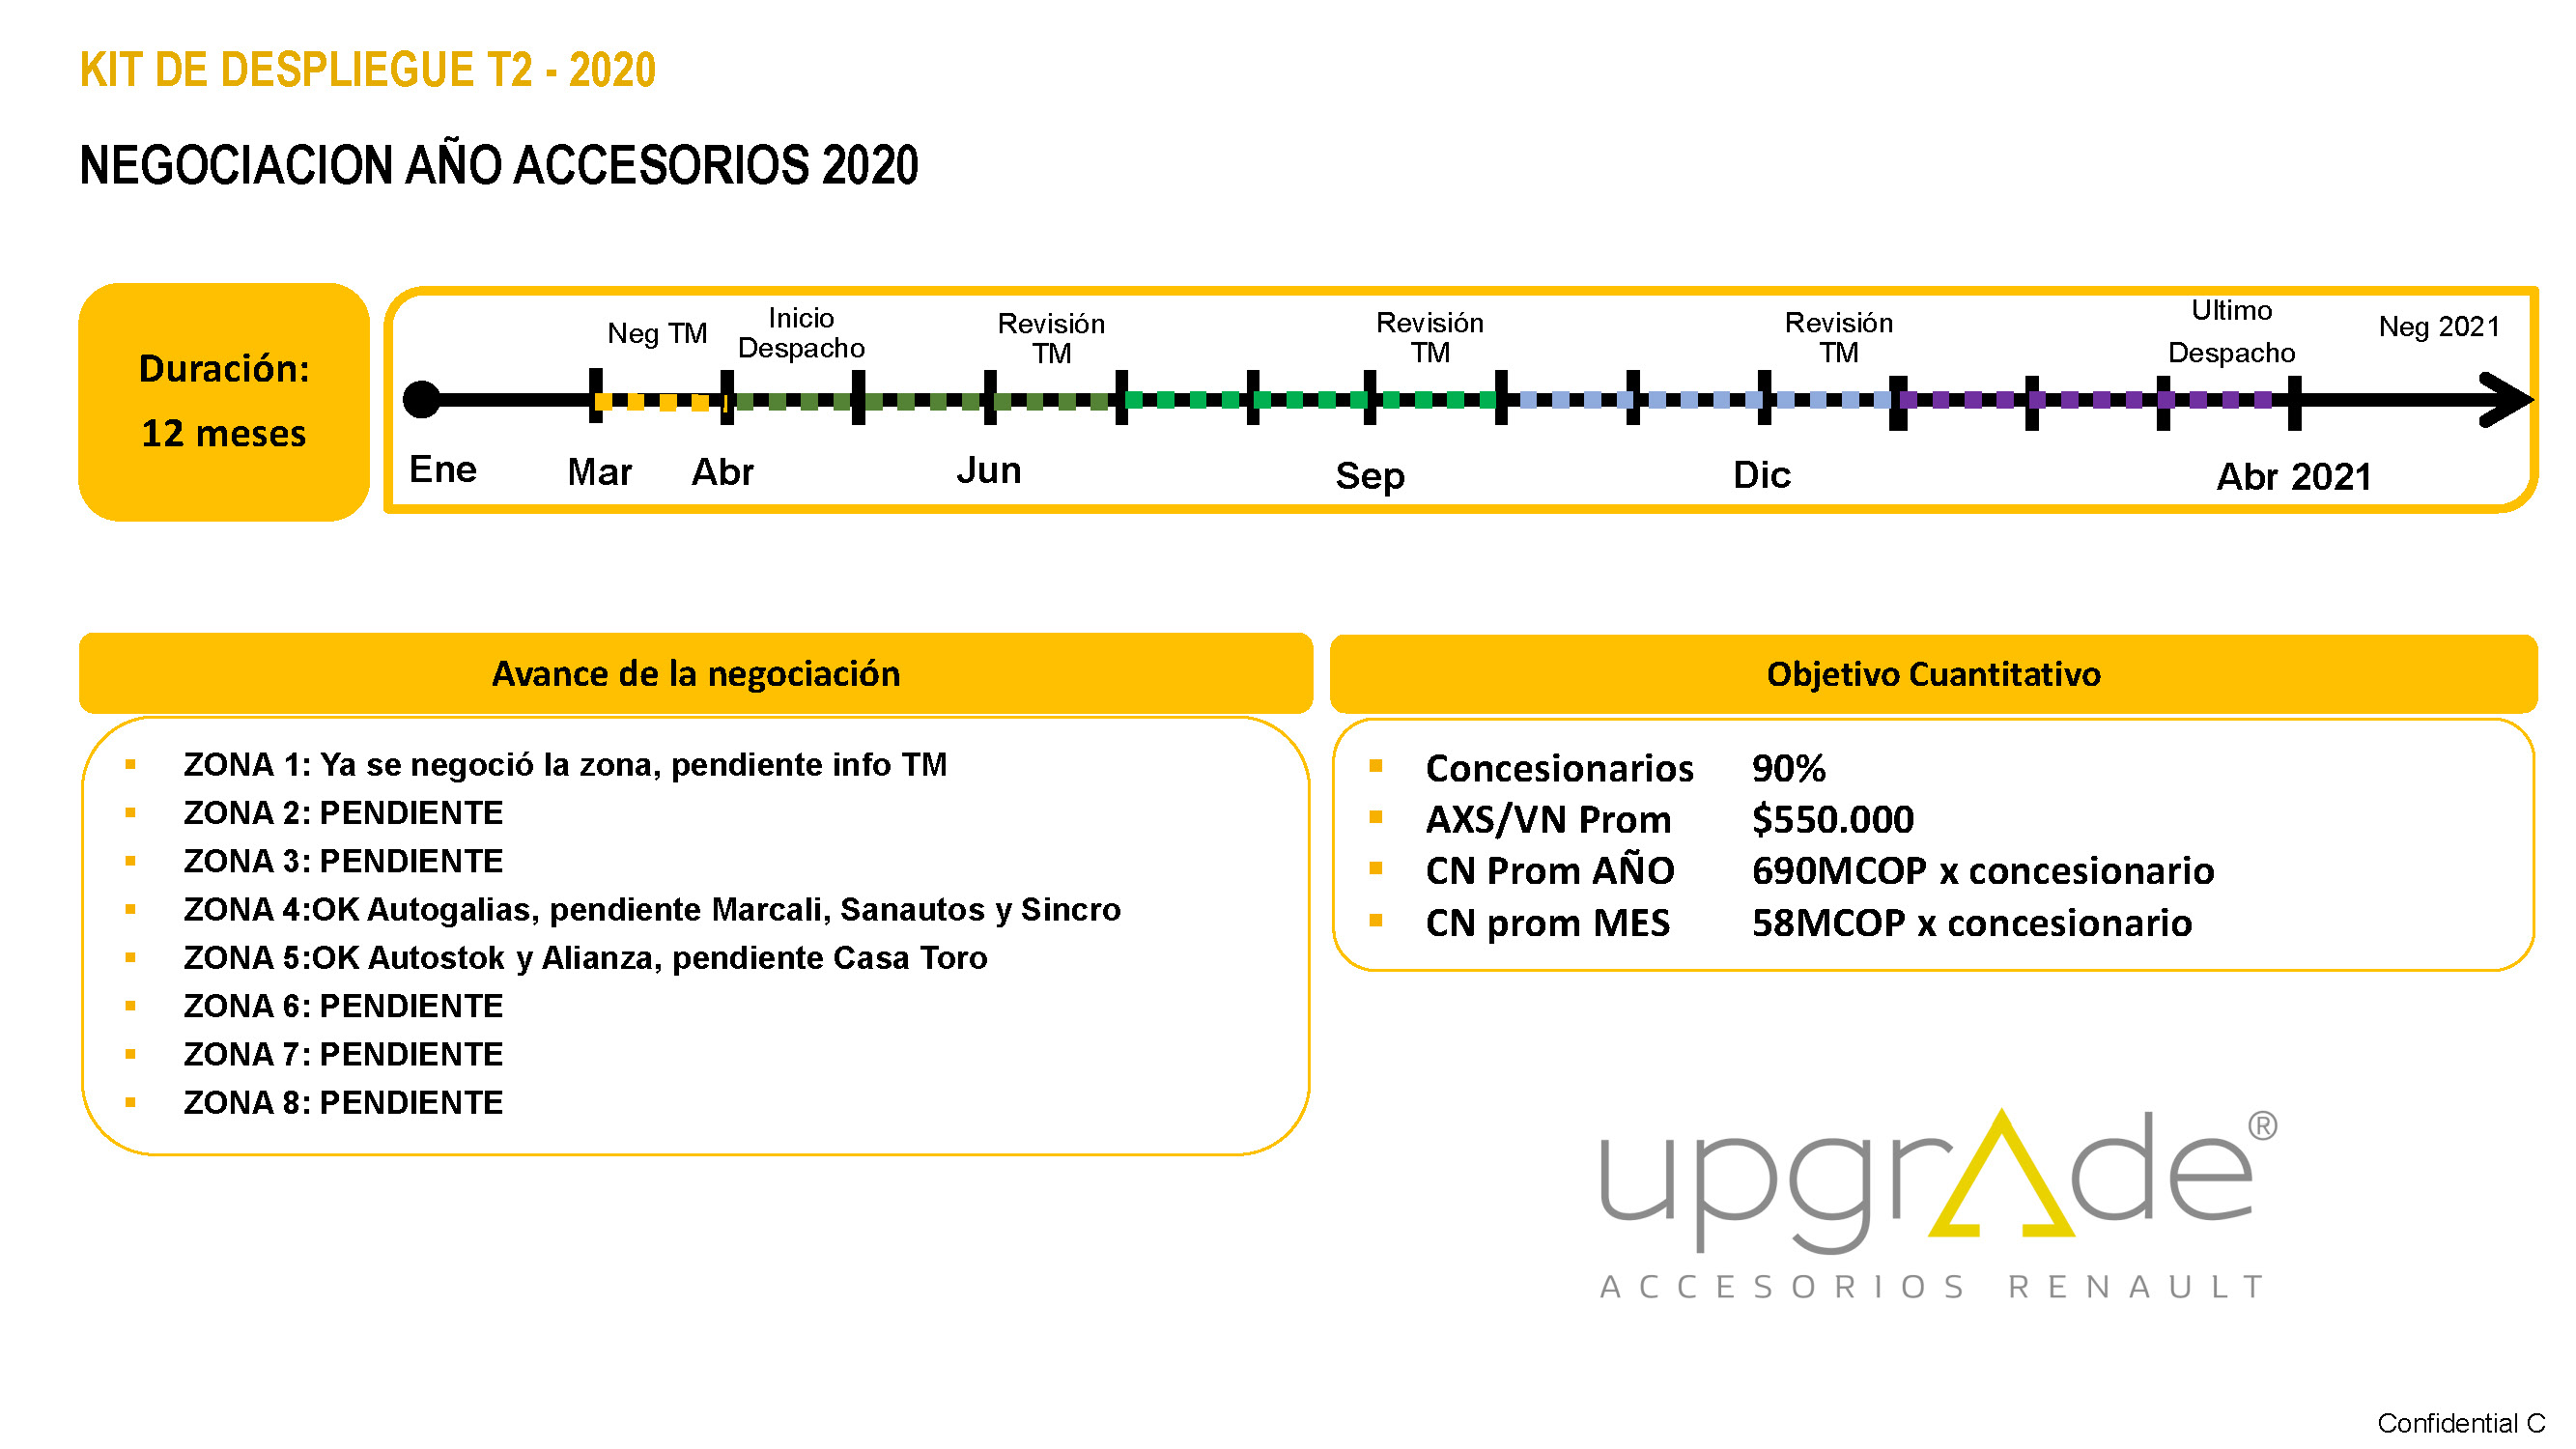 KIT DE DESPLIEGUE T2 - 2020
NEGOCIACION AÑO ACCESORIOS 2020
Duración:
12 meses
Neg TM
Inicio
Despacho
Revisión
TM
Revisión
TM
Revisión
TM
Ultimo
Despacho
Neg 2021
Ene
Mar
Abr
Jun
Sep
Dic
Abr 2021
Avance de la negociación
▪ ZONA 1: Ya se negoció la zona, pendiente info TM
▪ ZONA 2: PENDIENTE
▪ ZONA 3: PENDIENTE
▪ ZONA 4:OK Autogalias, pendiente Marcali, Sanautos y Sincro
▪ ZONA 5:OK Autostok y Alianza, pendiente Casa Toro
▪ ZONA 6: PENDIENTE
▪ ZONA 7: PENDIENTE
▪ ZONA 8: PENDIENTE
Objetivo Cuantitativo
▪ Concesionarios 90%
▪ AXS/VN Prom $550.000
▪ CN Prom AÑO 690MCOP x concesionario
▪ CN prom MES 58MCOP x concesionario
upgrade®
ACCESORIOS RENAULT
Confidential C